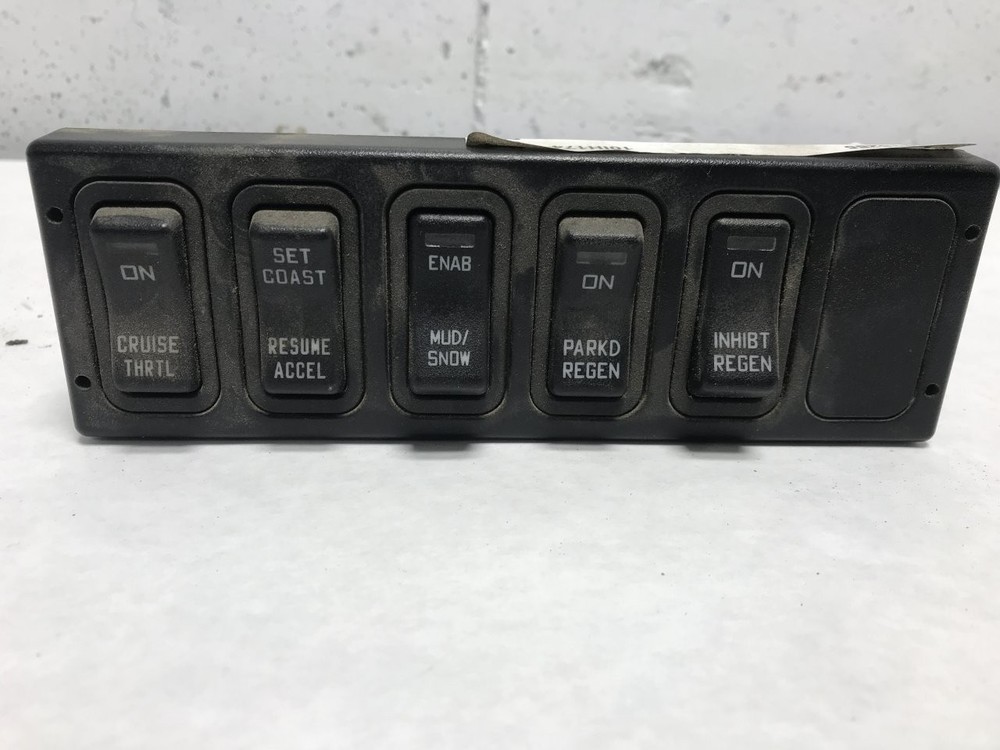 ON
CRUISE
THRTL
SET
COAST
RESUME
ACCEL
ENAB
MUD/
SNOW
ON
PARKD
REGEN
ON
INHIBT
REGEN